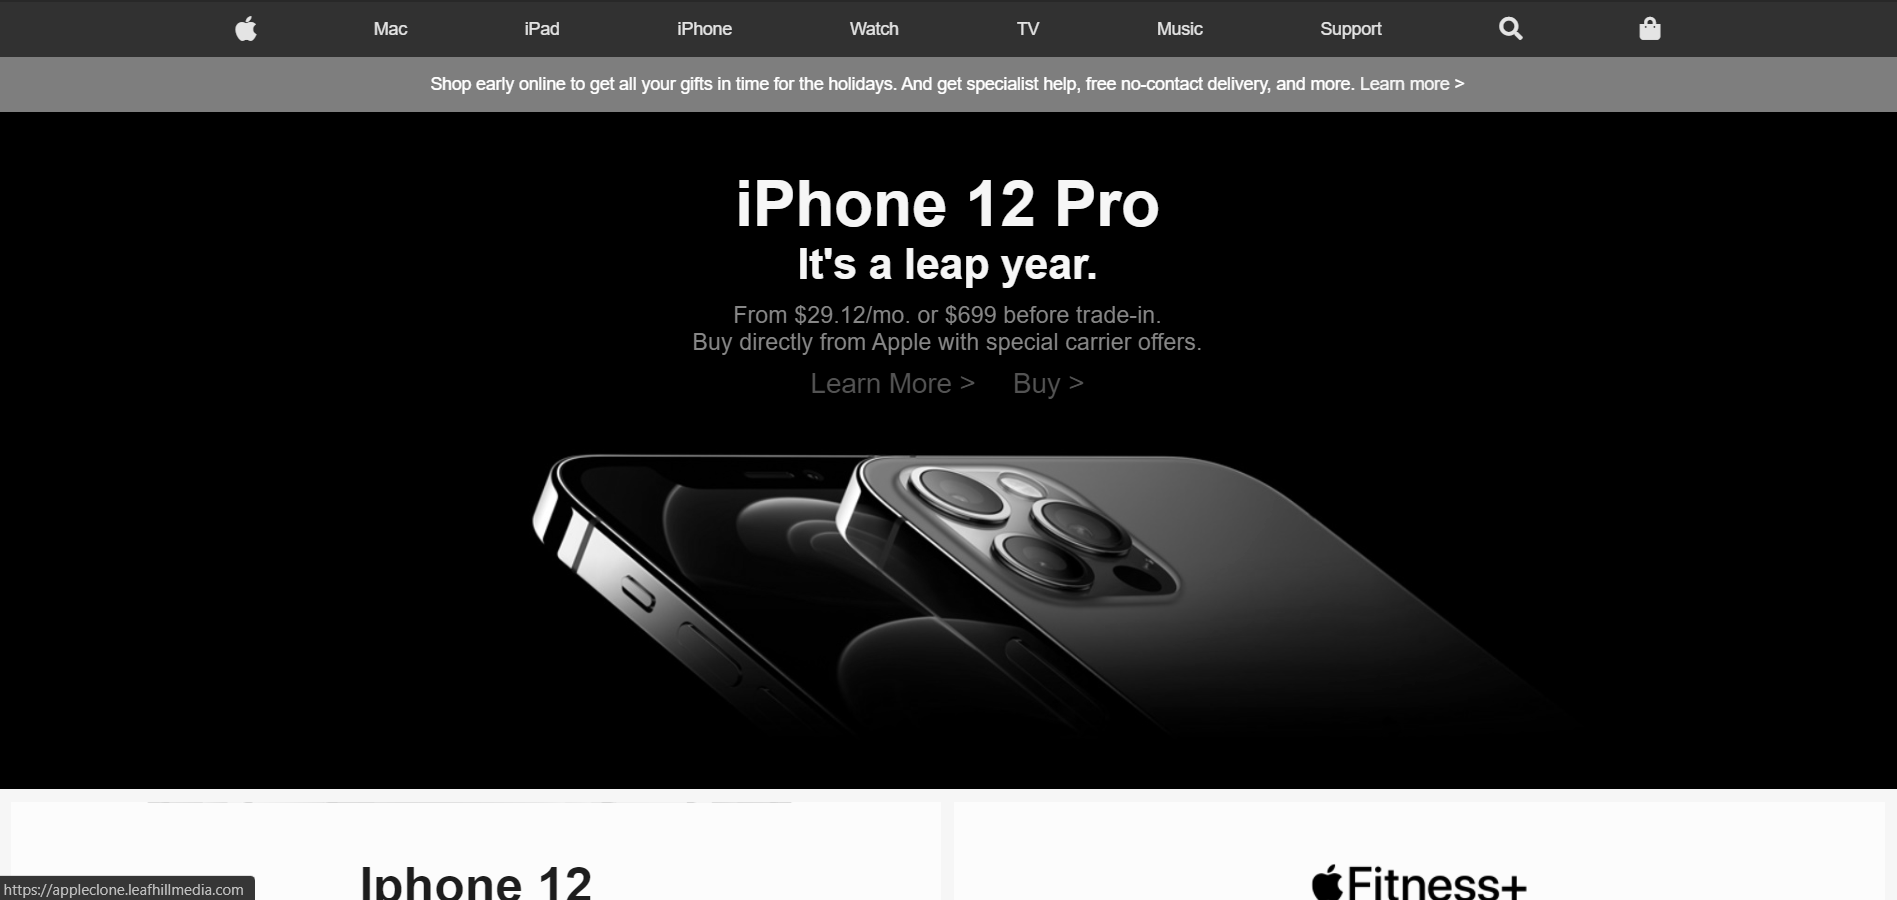 Mac iPad iPhone Watch TV Music Support
Shop early online to get all your gifts in time for the holidays. And get specialist help, free no-contact delivery, and more. Learn more >
iPhone 12 Pro
It's a leap year.
From $29.12/mo. or $699 before trade-in.
Buy directly from Apple with special carrier offers.
Learn More > Buy >
Iphone 12
Fitness+
https://appleclone.leafhillmedia.com